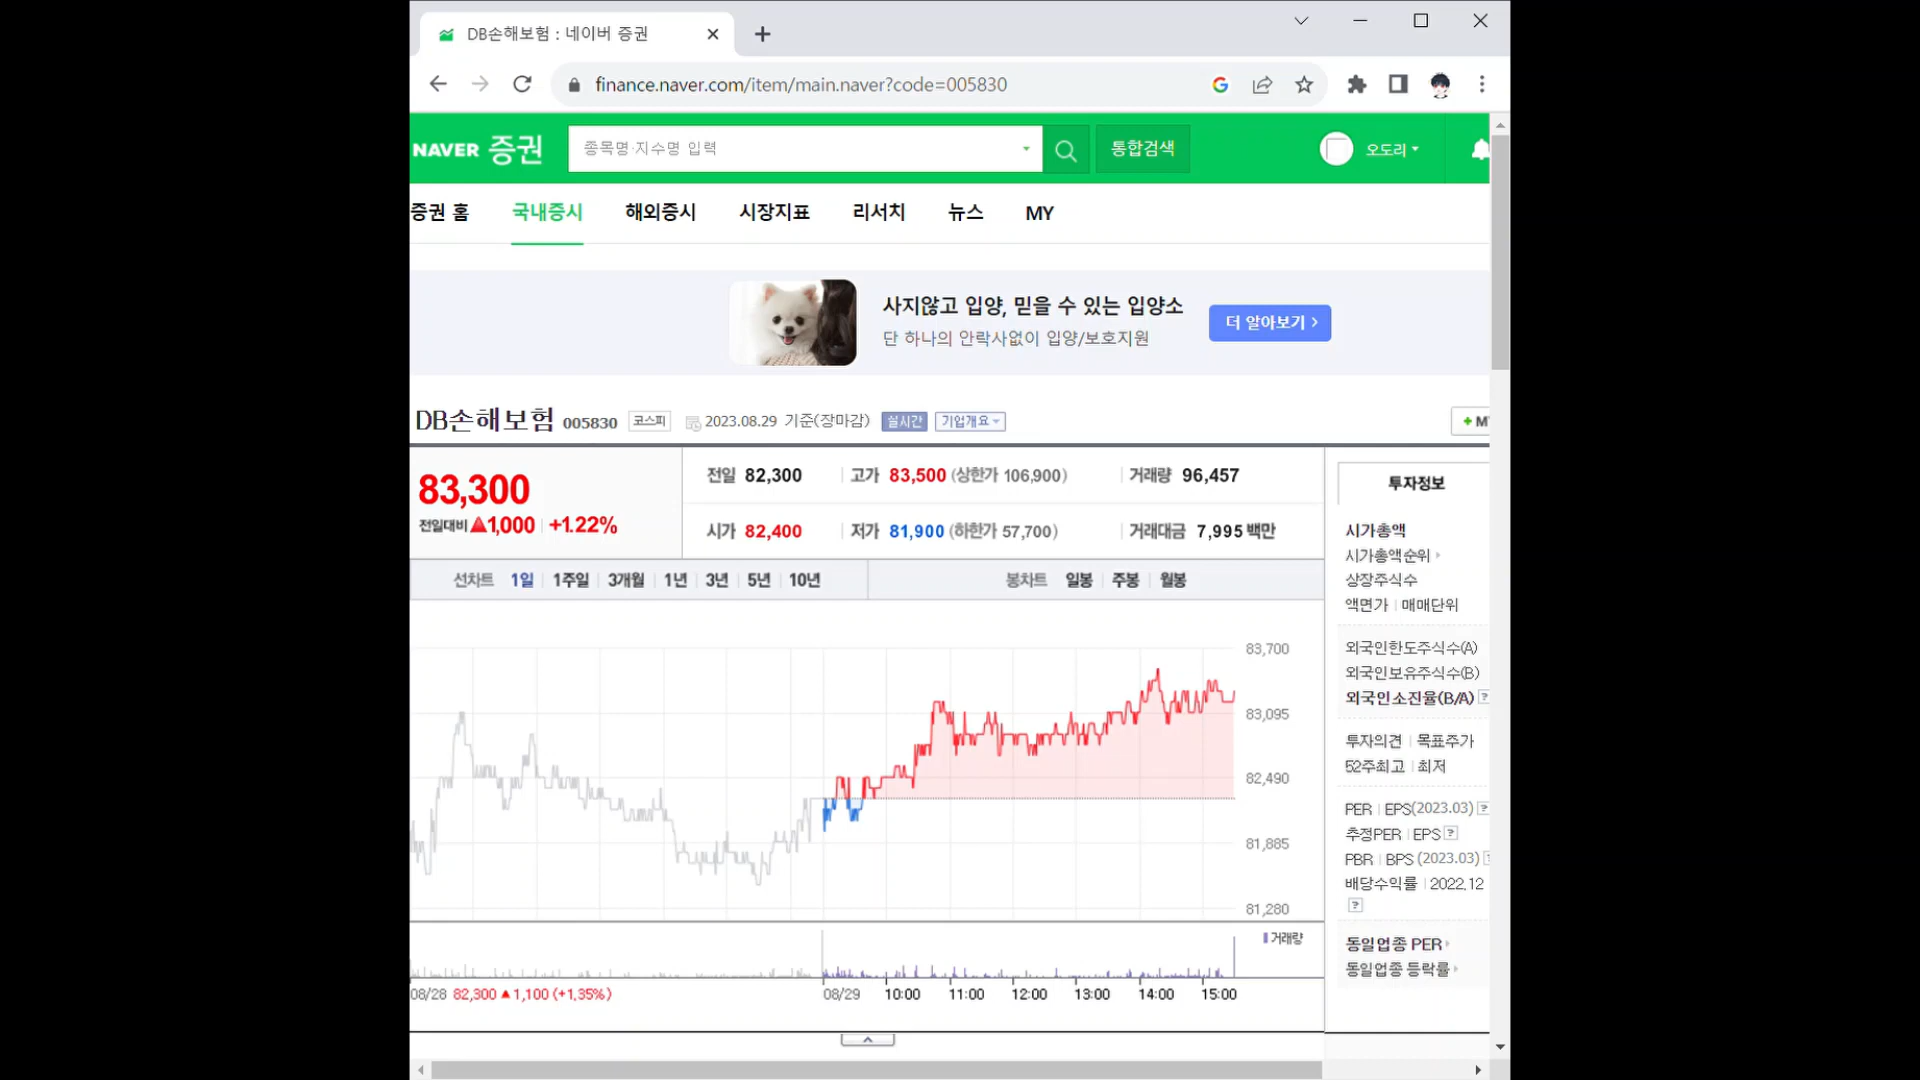 DB손해보험 : 네이버 증권
finance.naver.com/item/main.naver?code=005830
NAVER 증권
종목명·지수명 입력
통합검색
오도리
증권 홈 국내증시 해외증시 시장지표 리서치 뉴스 MY
사지않고 입양, 믿을 수 있는 입양소
단 하나의 안락사없이 입양/보호지원
더 알아보기 >
DB손해보험 005830 코스피 2023.08.29 기준(장마감) 실시간 기업개요
+ M
83,300
전일대비 ▲1,000 +1.22%
전일 82,300 고가 83,500 (상한가 106,900) 거래량 96,457
시가 82,400 저가 81,900 (하한가 57,700) 거래대금 7,995 백만
선차트 1일 1주일 3개월 1년 3년 5년 10년 봉차트 일봉 주봉 월봉
83,700
83,095
82,490
81,885
81,280
거래량
08/28 82,300 ▲1,100 (+1.35%)
08/29 10:00 11:00 12:00 13:00 14:00 15:00
투자정보
시가총액
시가총액순위
상장주식수
액면가 | 매매단위
외국인한도주식수(A)
외국인보유주식수(B)
외국인소진율(B/A) ?
투자의견 | 목표주가
52주최고 | 최저
PER | EPS(2023.03) ?
추정PER | EPS ?
PBR | BPS (2023.03) ?
배당수익률 | 2022.12
?
동일업종 PER
동일업종 등락률